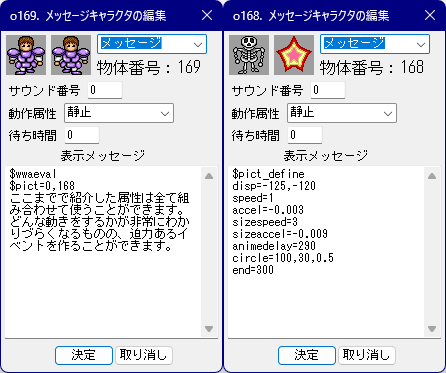 o169. メッセージキャラクタの編集
メッセージ
物体番号：169
サウンド番号 0
動作属性 静止
待ち時間 0
表示メッセージ
$wwaeval
$pict=0,168
ここまでで紹介した属性は全て組
み合わせて使うことができます。
どんな動きをするかが非常にわか
りづらくなるものの、迫力あるイ
ベントを作ることができます。
決定 取り消し
o168. メッセージキャラクタの編集
メッセージ
物体番号：168
サウンド番号 0
動作属性 静止
待ち時間 0
表示メッセージ
$pict_define
disp=-125,-120
speed=1
accel=-0.003
sizespeed=3
sizeaccel=-0.009
animedelay=290
circle=100,30,0.5
end=300
決定 取り消し